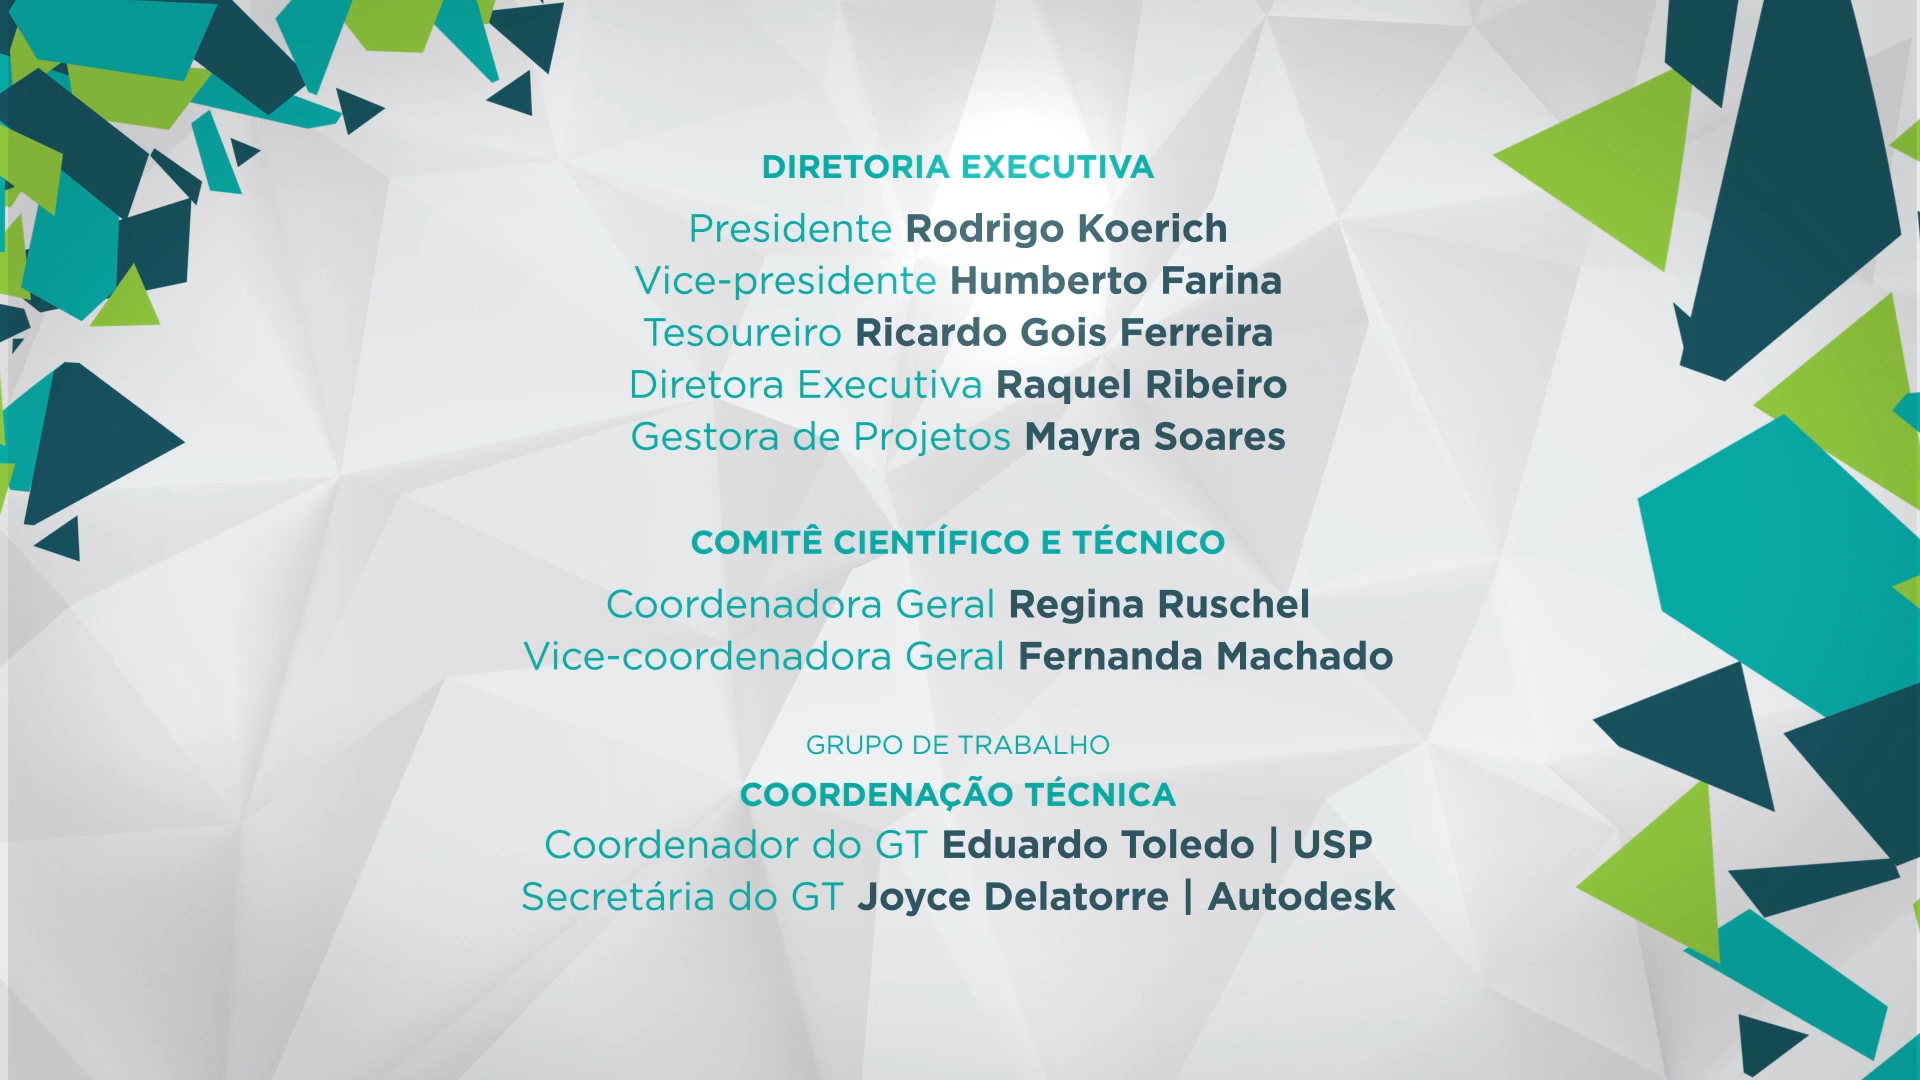 DIRETORIA EXECUTIVA
Presidente Rodrigo Koerich
Vice-presidente Humberto Farina
Tesoureiro Ricardo Gois Ferreira
Diretora Executiva Raquel Ribeiro
Gestora de Projetos Mayra Soares
COMITÊ CIENTÍFICO E TÉCNICO
Coordenadora Geral Regina Ruschel
Vice-coordenadora Geral Fernanda Machado
GRUPO DE TRABALHO
COORDENAÇÃO TÉCNICA
Coordenador do GT Eduardo Toledo | USP
Secretária do GT Joyce Delatorre | Autodesk